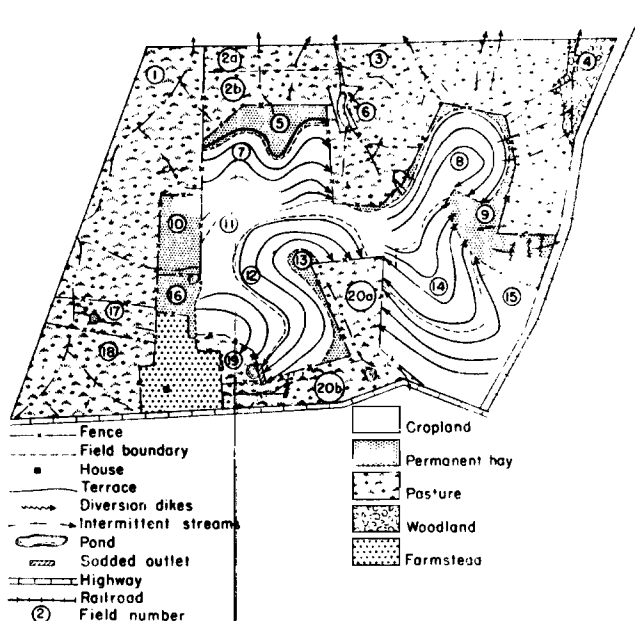 1
2a
2b
3
4
5
6
7
8
9
10
11
12
13
14
15
16
17
18
19
20a
20b
Fence
Field boundary
House
Terrace
Diversion dikes
Intermittent streams
Pond
Sodded outlet
Highway
Railroad
2 Field number
Cropland
Permanent hay
Pasture
Woodland
Farmstead